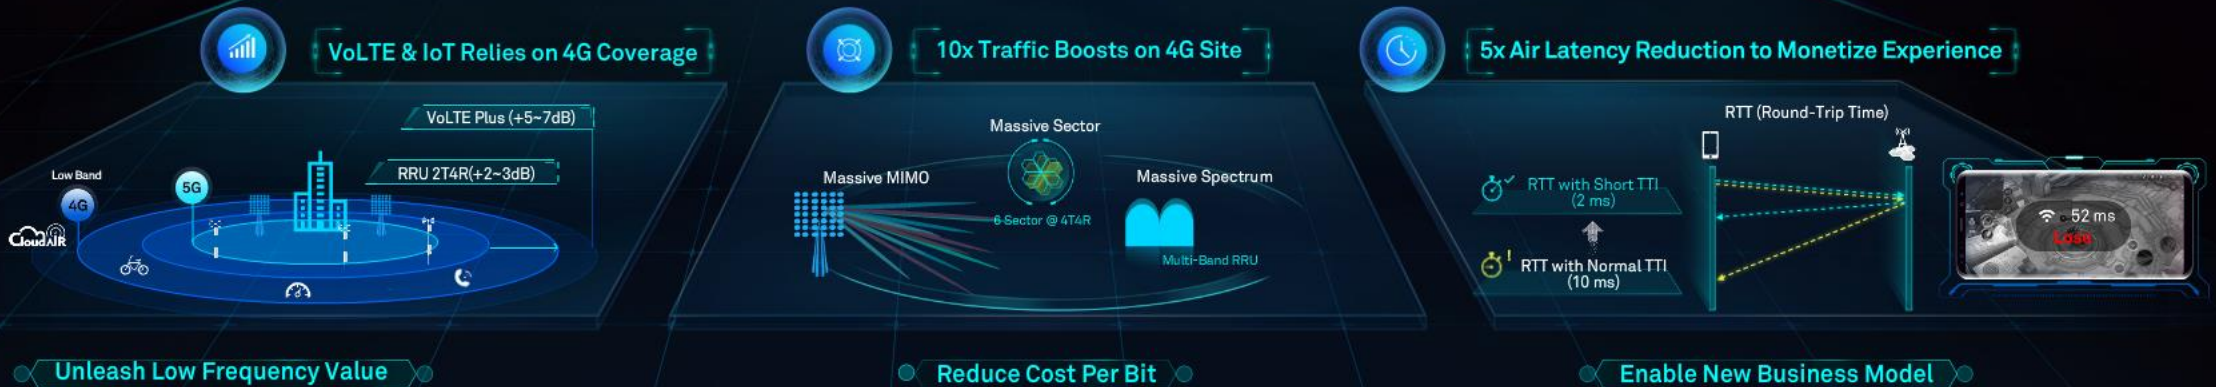 VoLTE & IoT Relies on 4G Coverage
VoLTE Plus (+5~7dB)
RRU 2T4R(+2~3dB)
Low Band
4G
5G
CloudAIR
Unleash Low Frequency Value
10x Traffic Boosts on 4G Site
Massive Sector
Massive MIMO
6 Sector @ 4T4R
Massive Spectrum
Multi-Band RRU
Reduce Cost Per Bit
5x Air Latency Reduction to Monetize Experience
RTT (Round-Trip Time)
RTT with Short TTI
(2 ms)
RTT with Normal TTI
(10 ms)
52 ms
Lose
Enable New Business Model